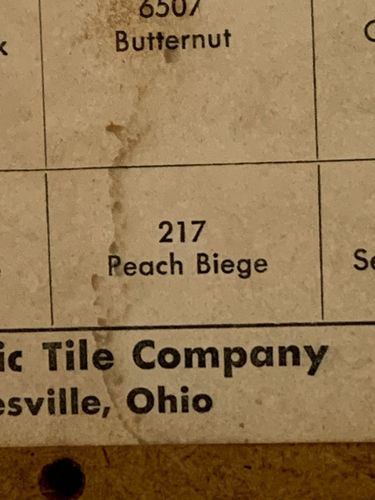 6507
Butternut
217
Peach Biege
ic Tile Company
esville, Ohio